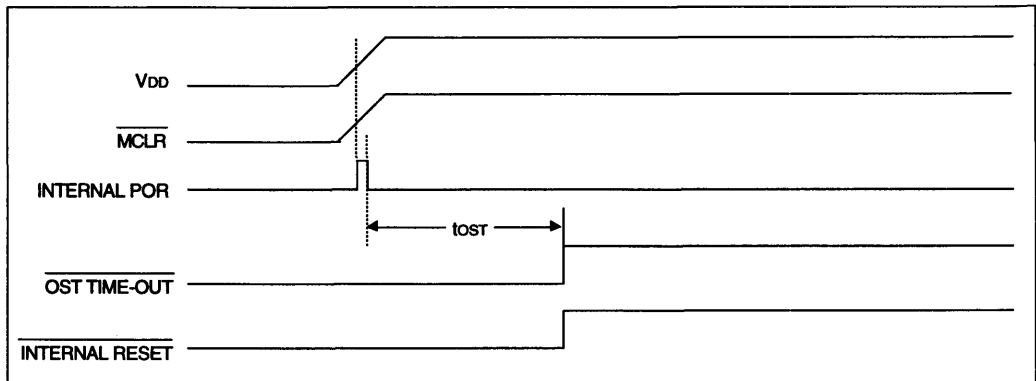 VDD
MCLR
INTERNAL POR
tOST
OST TIME-OUT
INTERNAL RESET